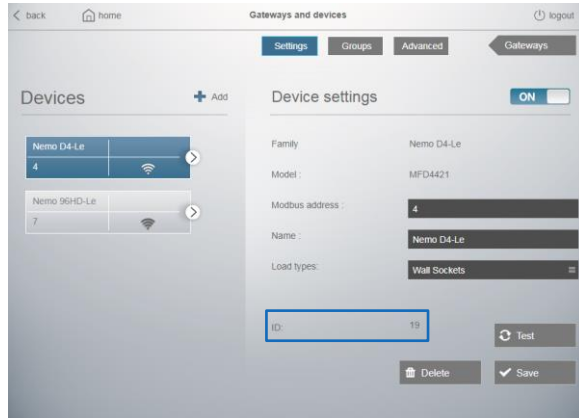 back home Gateways and devices logout
Settings Groups Advanced Gateways
Devices Add Device settings ON
Nemo D4-Le
4
Nemo 96HD-Le
7
Family Nemo D4-Le
Model : MFD4421
Modbus address : 4
Name : Nemo D4-Le
Load types: Wall Sockets
ID: 19
Test
Delete Save